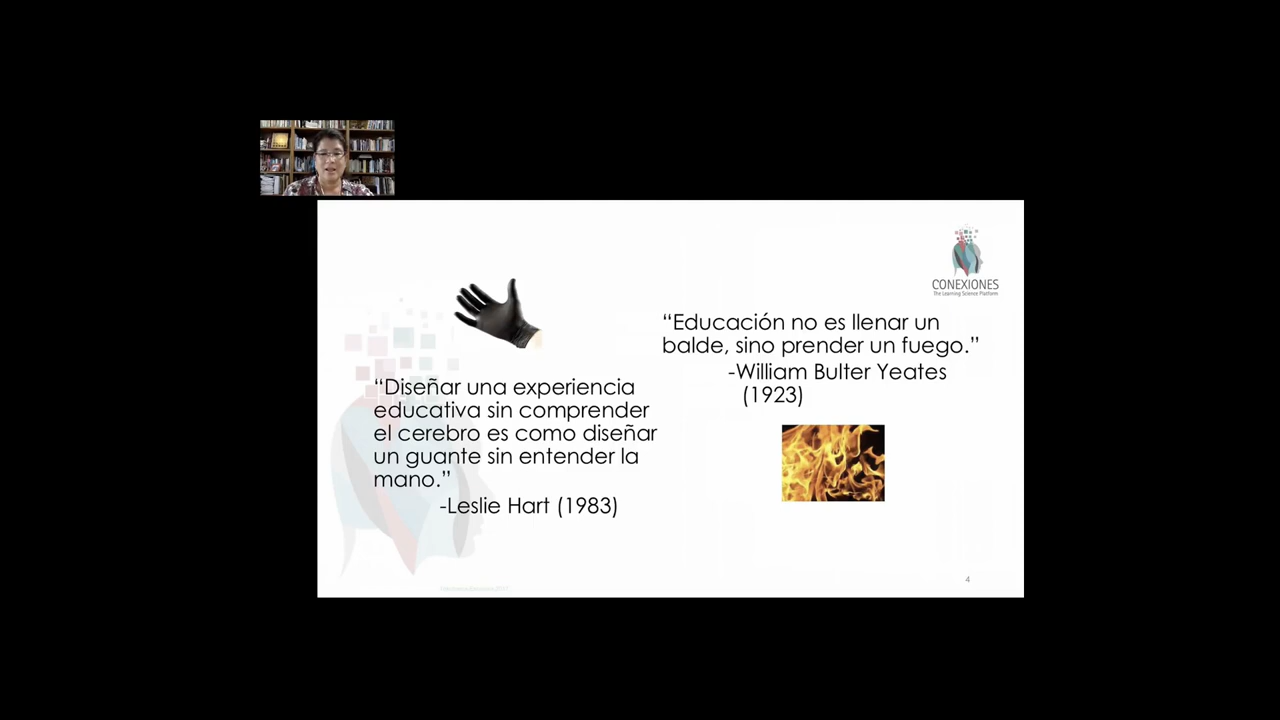 CONEXIONES
The Learning Science Platform
“Diseñar una experiencia
educativa sin comprender
el cerebro es como diseñar
un guante sin entender la
mano.”
-Leslie Hart (1983)
“Educación no es llenar un
balde, sino prender un fuego.”
-William Bulter Yeates
(1923)
4